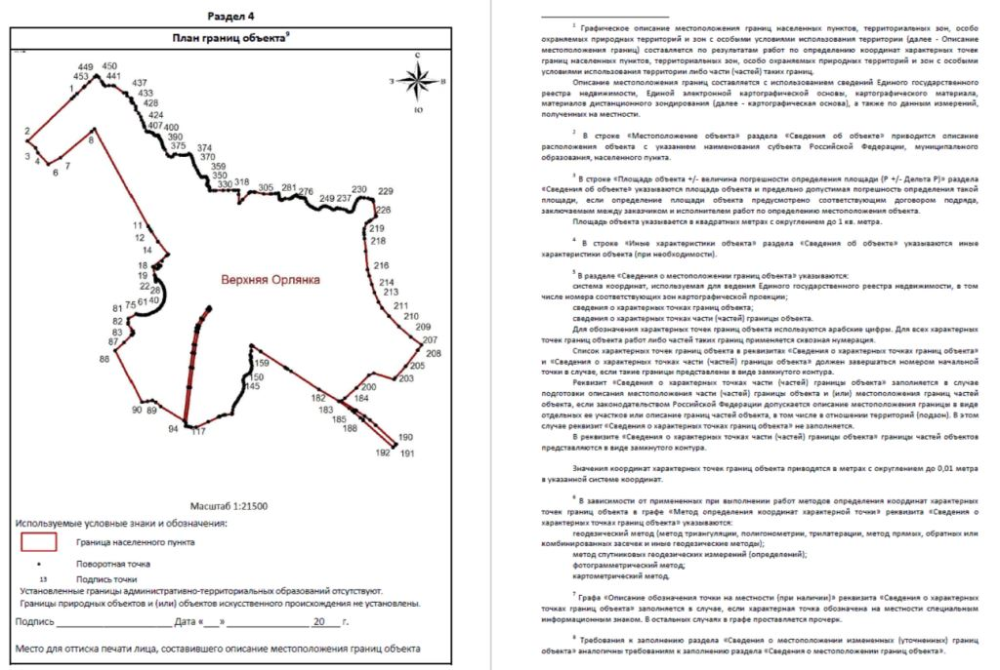 Раздел 4
План границ объекта⁹
С
З
В
Ю
449
450
453
441
1
437
433
428
424
407
400
390
375
374
370
359
350
330
318
305
281
276
249
237
230
229
226
219
218
216
214
213
211
210
209
207
208
205
203
200
184
182
183
185
188
190
192
191
2
3
4
6
7
8
11
12
14
18
19
22
28
40
61
75
81
82
83
87
88
90
89
94
117
145
150
159
Верхняя Орлянка
Масштаб 1:21500
Используемые условные знаки и обозначения:
Граница населенного пункта
Поворотная точка
13 Подпись точки
Установленные границы административно-территориальных образований отсутствуют.
Границы природных объектов и (или) объектов искусственного происхождения не установлены.
Подпись ____________________ Дата «___» ______________ 20 ___ г.
Место для оттиска печати лица, составившего описание местоположения границ объекта
¹ Графическое описание местоположения границ населенных пунктов, территориальных зон, особо
охраняемых природных территорий и зон с особыми условиями использования территории (далее - Описание
местоположения границ) составляется по результатам работ по определению координат характерных точек
границ населенных пунктов, территориальных зон, особо охраняемых природных территорий и зон с особыми
условиями использования территории либо части (частей) таких границ.
Описание местоположения границ составляется с использованием сведений Единого государственного
реестра недвижимости, Единой электронной картографической основы, картографического материала,
материалов дистанционного зондирования (далее - картографическая основа), а также по данным измерений,
полученных на местности.
² В строке «Местоположение объекта» раздела «Сведения об объекте» приводится описание
расположения объекта с указанием наименования субъекта Российской Федерации, муниципального
образования, населенного пункта.
³ В строке «Площадь объекта +/- величина погрешности определения площади (P +/- Дельта P)» раздела
«Сведения об объекте» указываются площадь объекта и предельно допустимая погрешность определения такой
площади, если определение площади объекта предусмотрено соответствующим договором подряда,
заключаемым между заказчиком и исполнителем работ по определению местоположения объекта.
Площадь объекта указывается в квадратных метрах с округлением до 1 кв. метра.
⁴ В строке «Иные характеристики объекта» раздела «Сведения об объекте» указываются иные
характеристики объекта (при необходимости).
⁵ В разделе «Сведения о местоположении границ объекта» указываются:
система координат, используемая для ведения Единого государственного реестра недвижимости, в том
числе номера соответствующих зон картографической проекции;
сведения о характерных точках границ объекта;
сведения о характерных точках части (частей) границы объекта.
Для обозначения характерных точек границ объекта используются арабские цифры. Для всех характерных
точек границ объекта работ либо частей таких границ применяется сквозная нумерация.
Список характерных точек границ объекта в реквизитах «Сведения о характерных точках границ объекта»
и «Сведения о характерных точках части (частей) границы объекта» должен завершаться номером начальной
точки в случае, если такие границы представлены в виде замкнутого контура.
Реквизит «Сведения о характерных точках части (частей) границы объекта» заполняется в случае
подготовки описания местоположения части (частей) границы объекта и (или) местоположения границ частей
объекта, если законодательством Российской Федерации допускается описание местоположения границы в виде
отдельных ее участков или описание границ частей объекта, в том числе в отношении территорий (подзон). В этом
случае реквизит «Сведения о характерных точках границ объекта» не заполняется.
В реквизите «Сведения о характерных точках части (частей) границы объекта» границы частей объектов
представляются в виде замкнутого контура.
Значения координат характерных точек границ объекта приводятся в метрах с округлением до 0,01 метра
в указанной системе координат.
⁶ В зависимости от примененных при выполнении работ методов определения координат характерных
точек границ объекта в графе «Метод определения координат характерной точки» реквизита «Сведения о
характерных точках границ объекта» указываются:
геодезический метод (метод триангуляции, полигонометрии, трилатерации, метод прямых, обратных или
комбинированных засечек и иные геодезические методы);
метод спутниковых геодезических измерений (определений);
фотограмметрический метод;
картометрический метод.
⁷ Графа «Описание обозначения точки на местности (при наличии)» реквизита «Сведения о характерных
точках границ объекта» заполняется в случае, если характерная точка обозначена на местности специальным
информационным знаком. В остальных случаях в графе проставляется прочерк.
⁸ Требования к заполнению раздела «Сведения о местоположении измененных (уточненных) границ
объекта» аналогичны требованиям к заполнению раздела «Сведения о местоположении границ объекта».